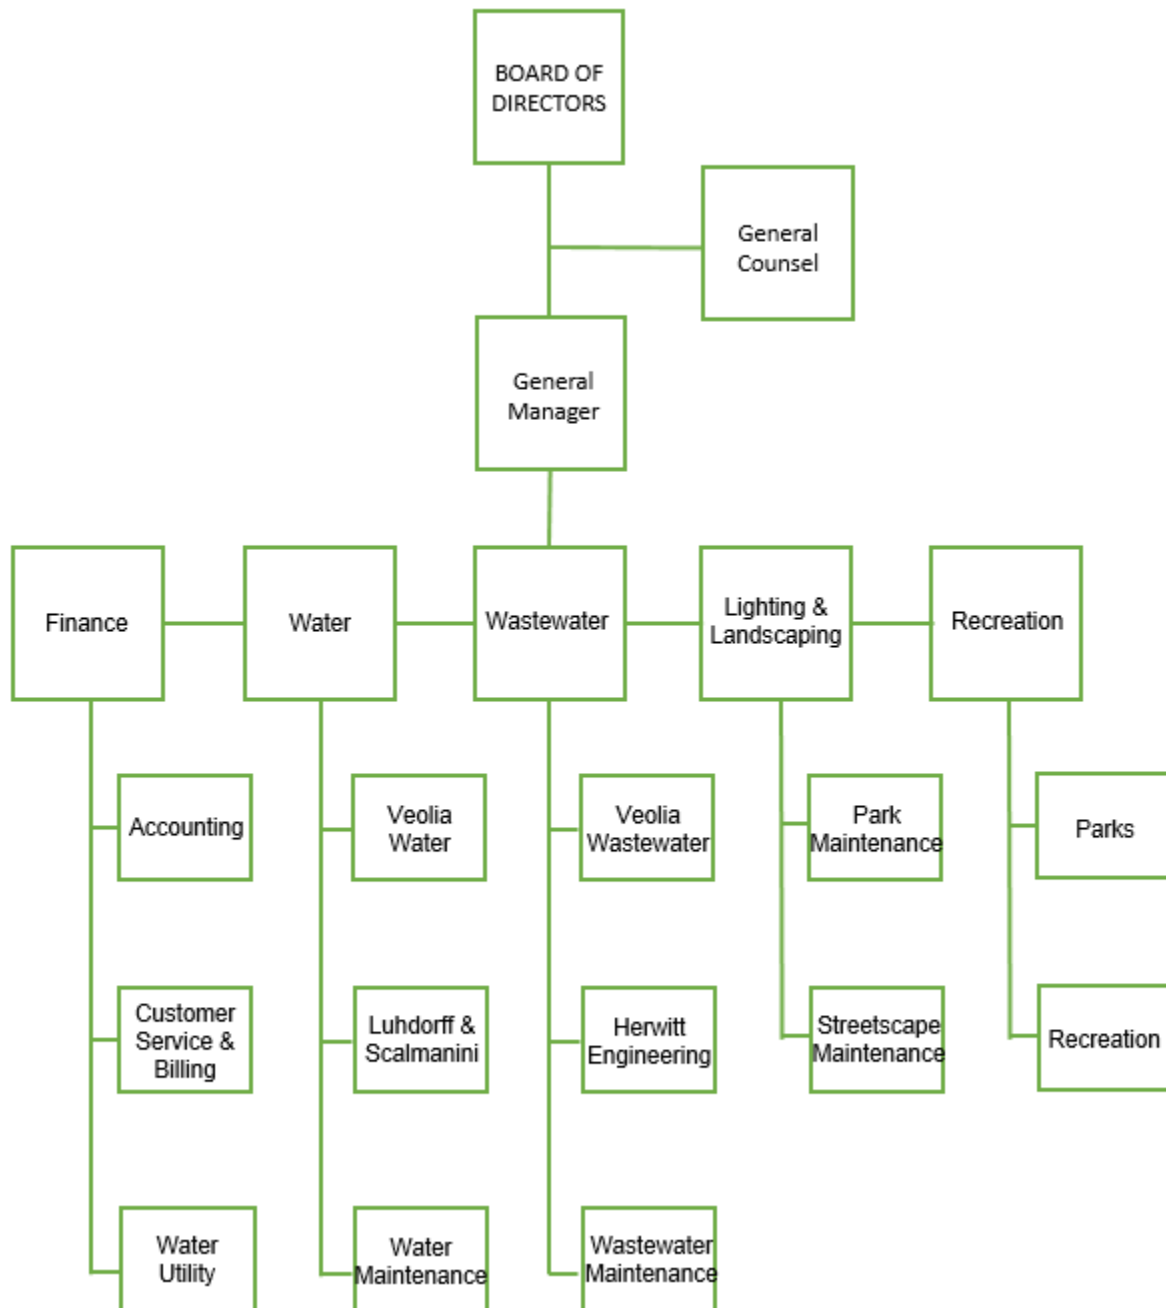 BOARD OF
DIRECTORS
General
Counsel
General
Manager
Finance
Water
Wastewater
Lighting &
Landscaping
Recreation
Accounting
Veolia
Water
Veolia
Wastewater
Park
Maintenance
Parks
Customer
Service &
Billing
Luhdorff &
Scalmanini
Herwitt
Engineering
Streetscape
Maintenance
Recreation
Water
Utility
Water
Maintenance
Wastewater
Maintenance